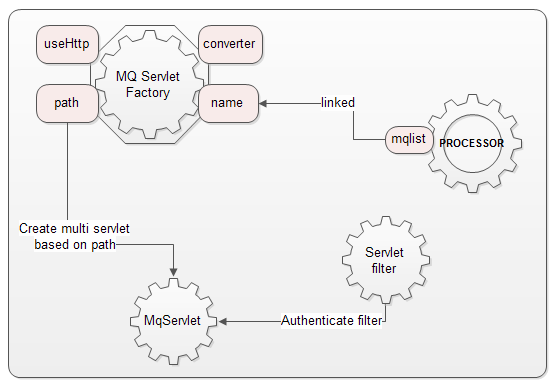 useHttp
converter
MQ Servlet
Factory
path
name
linked
mqlist
PROCESSOR
Create multi servlet
based on path
Servlet
filter
MqServlet
Authenticate filter